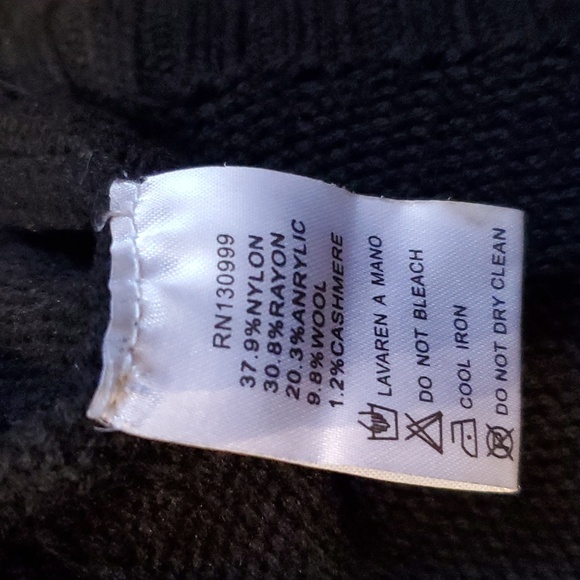 RN130999
37.9%NYLON
30.8%RAYON
20.3%ANRYLIC
9.8%WOOL
1.2%CASHMERE
LAVAREN A MANO
DO NOT BLEACH
COOL IRON
DO NOT DRY CLEAN